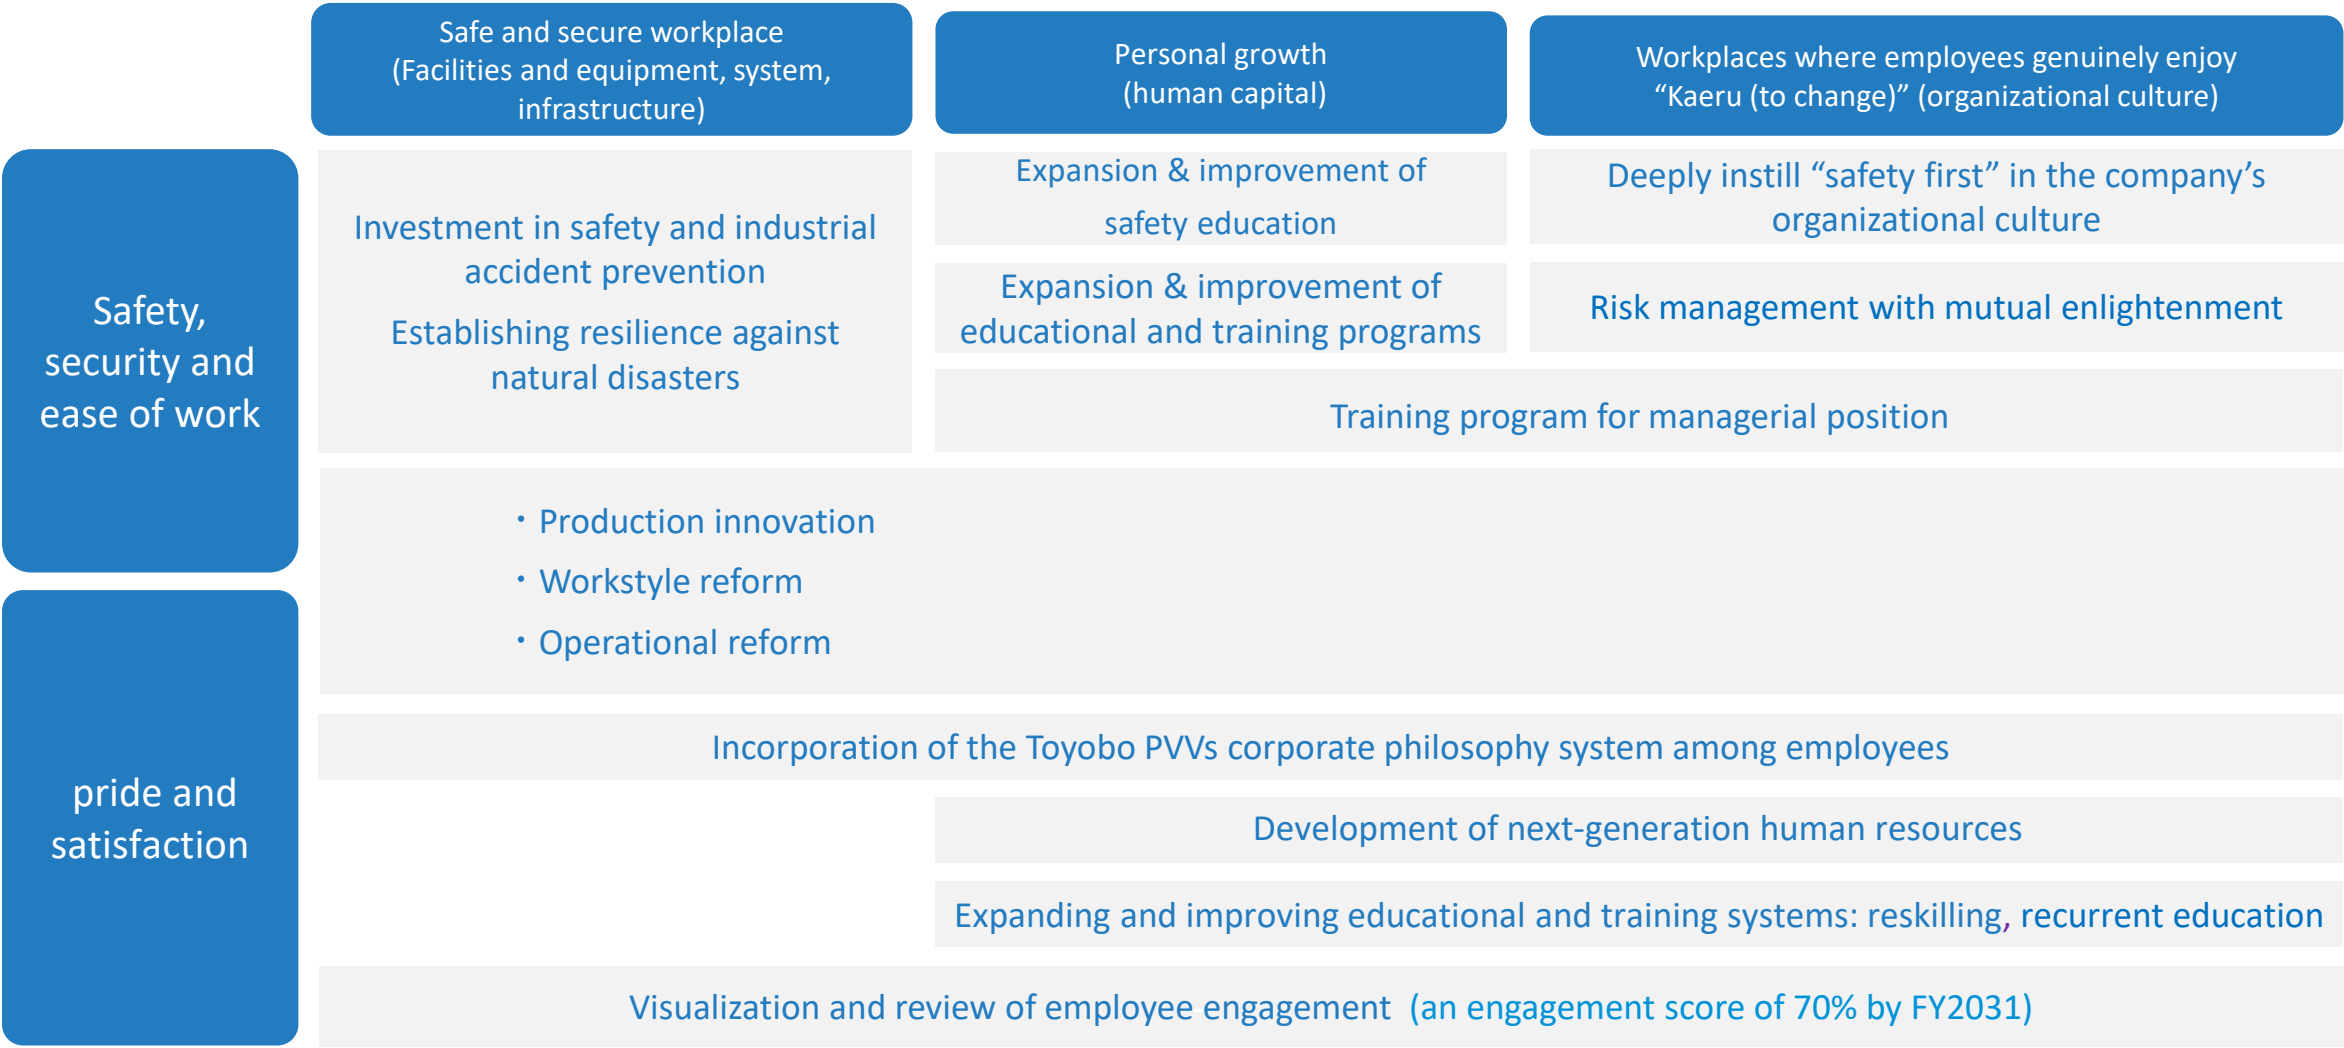 Safe and secure workplace
(Facilities and equipment, system,
infrastructure)
Personal growth
(human capital)
Workplaces where employees genuinely enjoy
“Kaeru (to change)” (organizational culture)
Safety,
security and
ease of work
Investment in safety and industrial
accident prevention
Establishing resilience against
natural disasters
Expansion & improvement of
safety education
Deeply instill “safety first” in the company’s
organizational culture
Expansion & improvement of
educational and training programs
Risk management with mutual enlightenment
Training program for managerial position
・Production innovation
・Workstyle reform
・Operational reform
pride and
satisfaction
Incorporation of the Toyobo PVVs corporate philosophy system among employees
Development of next-generation human resources
Expanding and improving educational and training systems: reskilling, recurrent education
Visualization and review of employee engagement (an engagement score of 70% by FY2031)